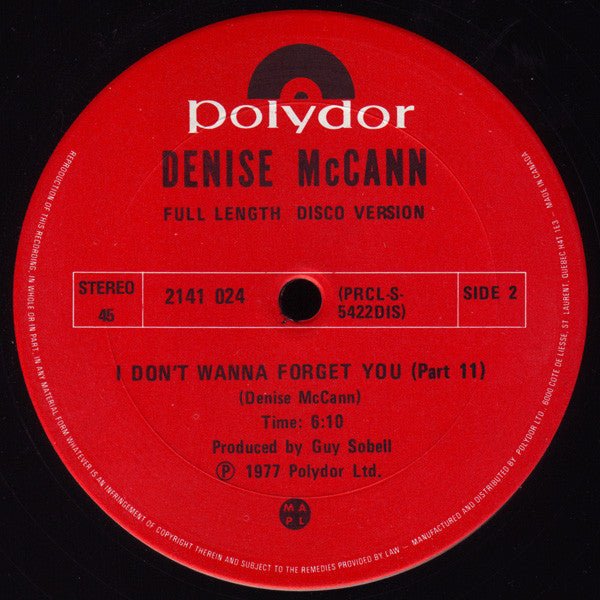 polydor
DENISE McCANN
FULL LENGTH DISCO VERSION
STEREO
45
2141 024
(PRCL-S-
5422DIS)
SIDE 2
I DON'T WANNA FORGET YOU (Part 11)
(Denise McCann)
Time: 6:10
Produced by Guy Sobell
Ⓟ 1977 Polydor Ltd.
M A
P L
REPRODUCTION OF THIS RECORDING, IN WHOLE OR IN PART, IN ANY MATERIAL FORM WHATEVER IS AN INFRINGEMENT OF COPYRIGHT THEREIN AND SUBJECT TO THE REMEDIES PROVIDED BY LAW – MANUFACTURED AND DISTRIBUTED BY POLYDOR LTD. 6000 COTE DE LIESSE, ST LAURENT, QUEBEC H4T 1E3 – MADE IN CANADA